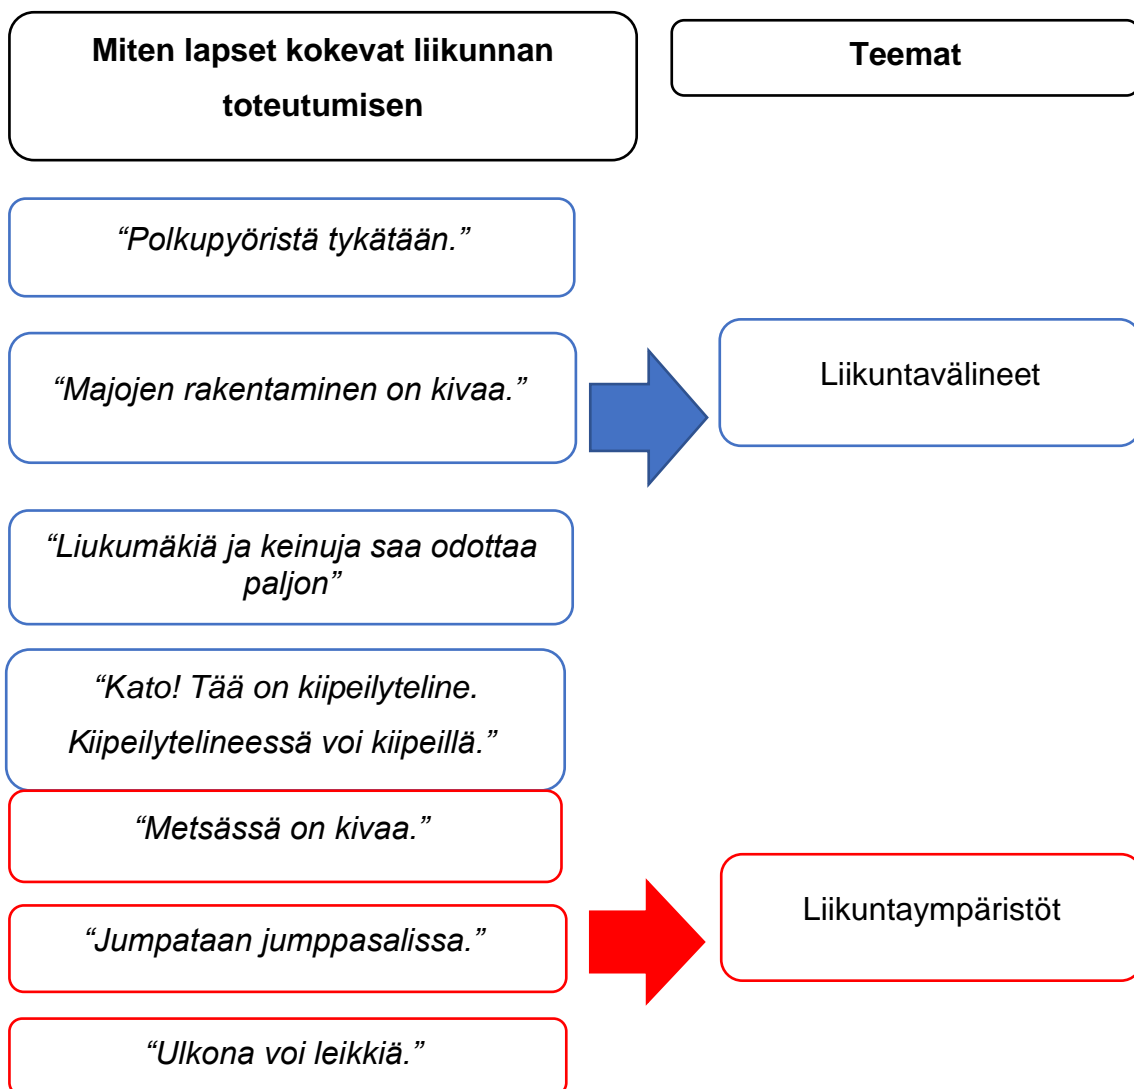 Miten lapset kokevat liikunnan
toteutumisen
Teemat
“Polkupyöristä tykätään.”
“Majojen rakentaminen on kivaa.”
Liikuntavälineet
“Liukumäkiä ja keinuja saa odottaa
paljon”
“Kato! Tää on kiipeilyteline.
Kiipeilytelineessä voi kiipeillä.”
“Metsässä on kivaa.”
“Jumpataan jumppasalissa.”
Liikuntaympäristöt
“Ulkona voi leikkiä.”